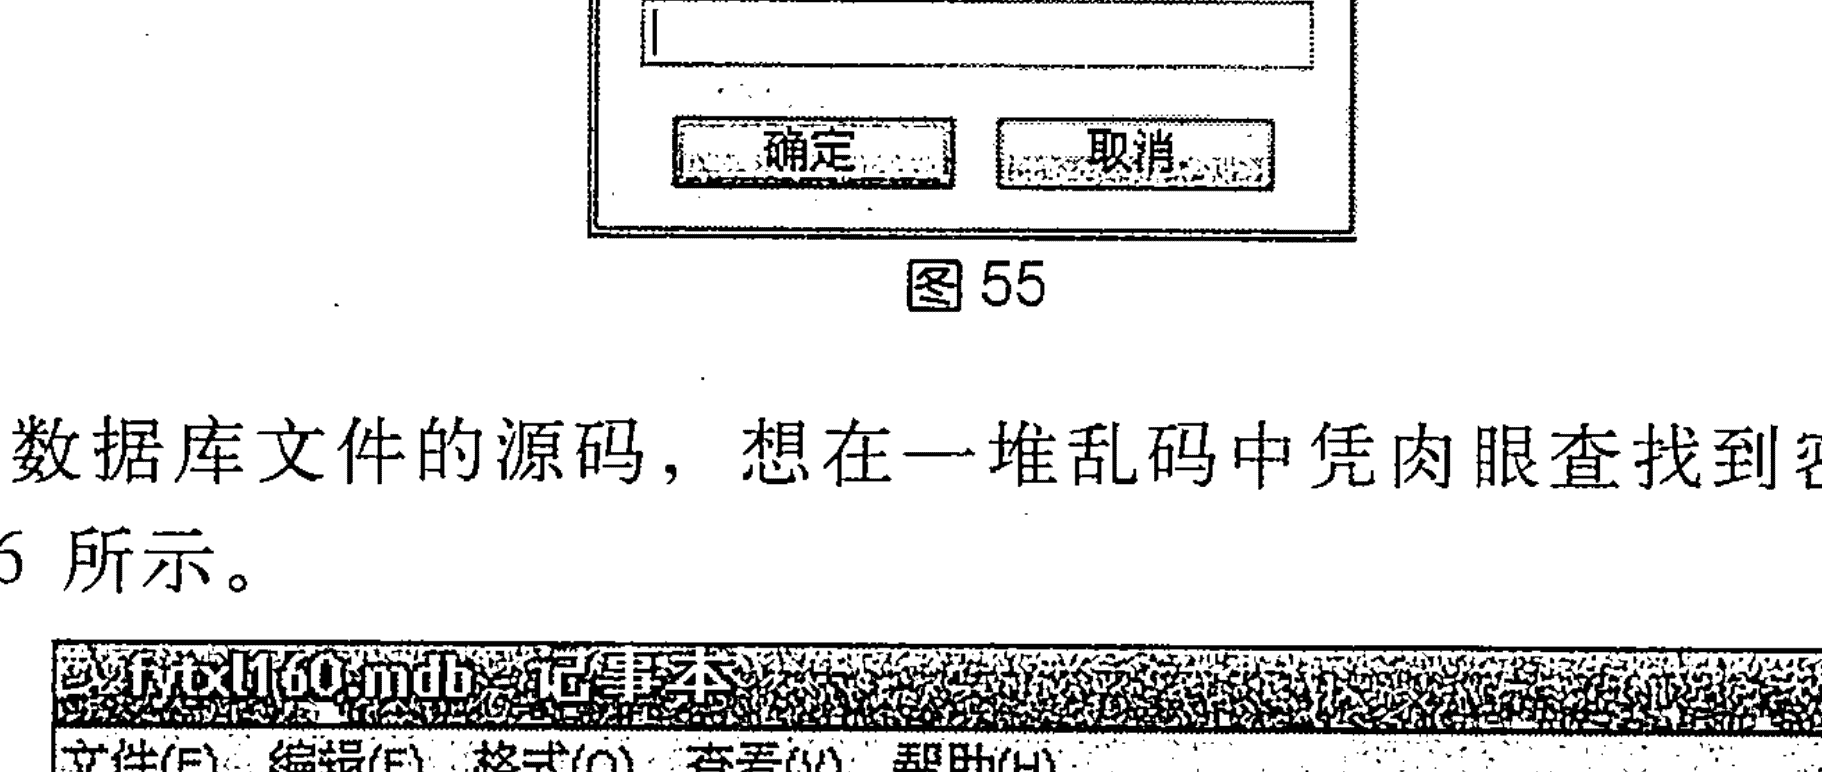 确定 取消
图 55
数据库文件的源码，想在一堆乱码中凭肉眼查找到
6 所示。
fytxl160.mdb - 记事本
文件(F) 编辑(E) 格式(O) 查看(V) 帮助(H)